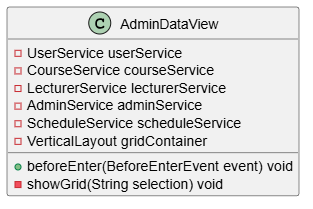 C AdminDataView
UserService userService
CourseService courseService
LecturerService lecturerService
AdminService adminService
ScheduleService scheduleService
VerticalLayout gridContainer
beforeEnter(BeforeEnterEvent event) void
showGrid(String selection) void